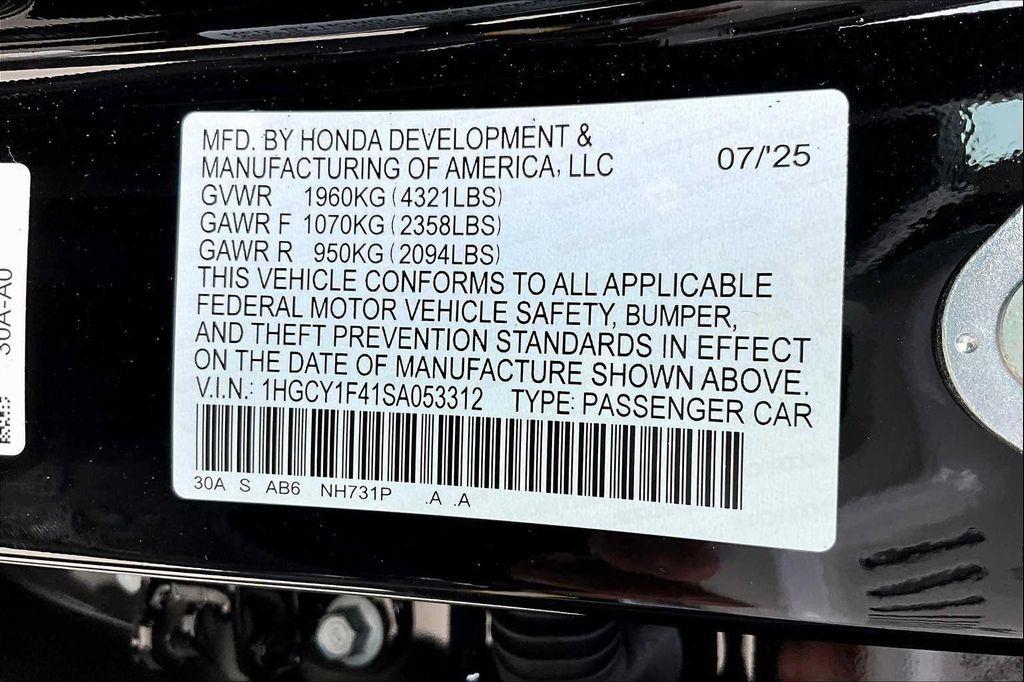 MFD. BY HONDA DEVELOPMENT &
MANUFACTURING OF AMERICA, LLC
07/'25
GVWR 1960KG (4321LBS)
GAWR F 1070KG (2358LBS)
GAWR R 950KG (2094LBS)
THIS VEHICLE CONFORMS TO ALL APPLICABLE
FEDERAL MOTOR VEHICLE SAFETY, BUMPER,
AND THEFT PREVENTION STANDARDS IN EFFECT
ON THE DATE OF MANUFACTURE SHOWN ABOVE.
V.I.N.: 1HGCY1F41SA053312 TYPE: PASSENGER CAR
30A S AB6 NH731P .A .A
30A-A0